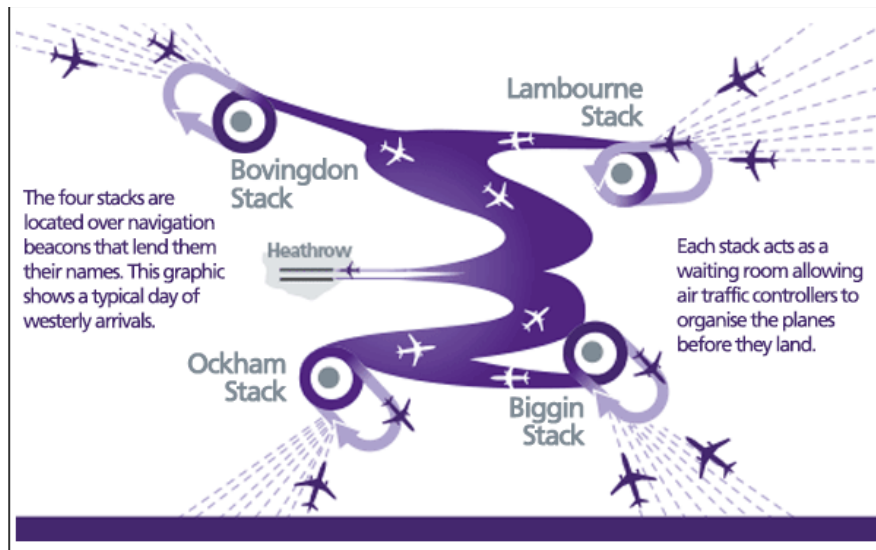 Lambourne
Stack
Bovingdon
Stack
The four stacks are
located over navigation
beacons that lend them
their names. This graphic
shows a typical day of
westerly arrivals.
Heathrow
Each stack acts as a
waiting room allowing
air traffic controllers to
organise the planes
before they land.
Ockham
Stack
Biggin
Stack